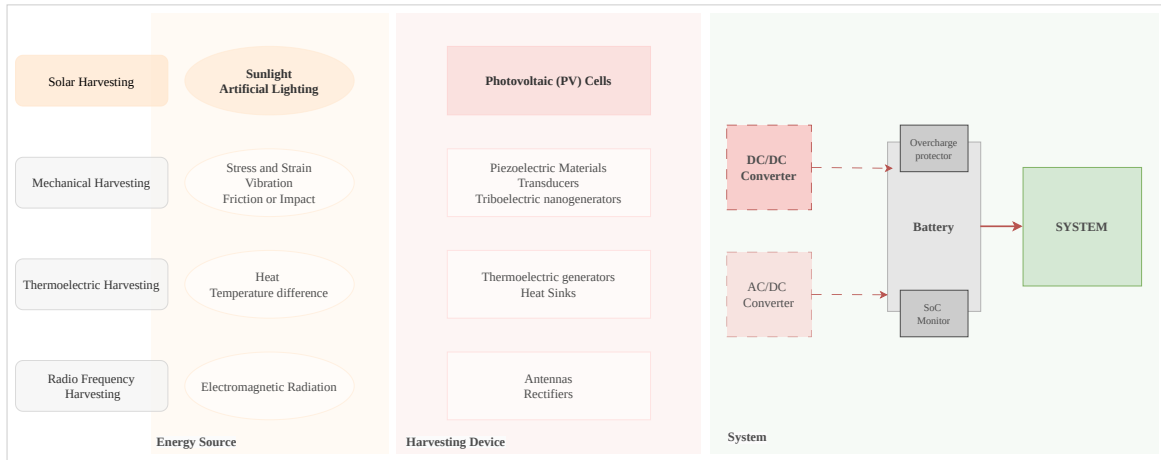 Solar Harvesting
Sunlight
Artificial Lighting
Photovoltaic (PV) Cells
Mechanical Harvesting
Stress and Strain
Vibration
Friction or Impact
Piezoelectric Materials
Transducers
Triboelectric nanogenerators
Thermoelectric Harvesting
Heat
Temperature difference
Thermoelectric generators
Heat Sinks
Radio Frequency
Harvesting
Electromagnetic Radiation
Antennas
Rectifiers
DC/DC
Converter
AC/DC
Converter
Overcharge
protector
Battery
SoC
Monitor
SYSTEM
Energy Source
Harvesting Device
System